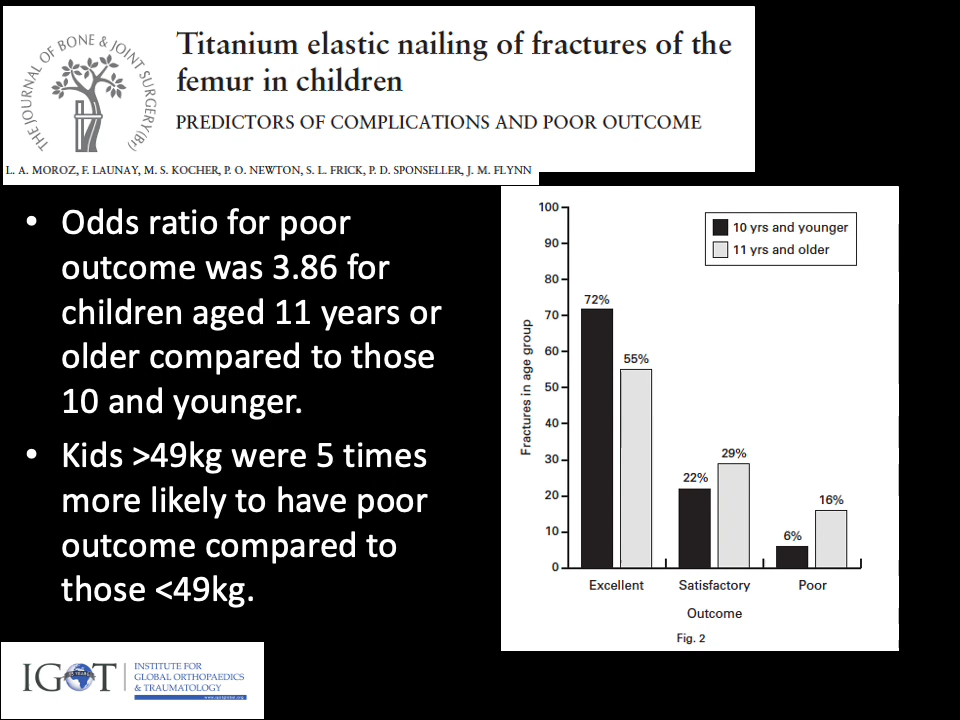 THE JOURNAL OF BONE & JOINT SURGERY(Br)
Titanium elastic nailing of fractures of the
femur in children
PREDICTORS OF COMPLICATIONS AND POOR OUTCOME
L. A. MOROZ, F. LAUNAY, M. S. KOCHER, P. O. NEWTON, S. L. FRICK, P. D. SPONSELLER, J. M. FLYNN
• Odds ratio for poor
outcome was 3.86 for
children aged 11 years or
older compared to those
10 and younger.
• Kids >49kg were 5 times
more likely to have poor
outcome compared to
those <49kg.
100
90
80
70
60
50
40
30
20
10
0
Fractures in age group
10 yrs and younger
11 yrs and older
72%
55%
22%
29%
6%
16%
Excellent
Satisfactory
Poor
Outcome
Fig. 2
IGOT
INSTITUTE FOR
GLOBAL ORTHOPAEDICS
& TRAUMATOLOGY